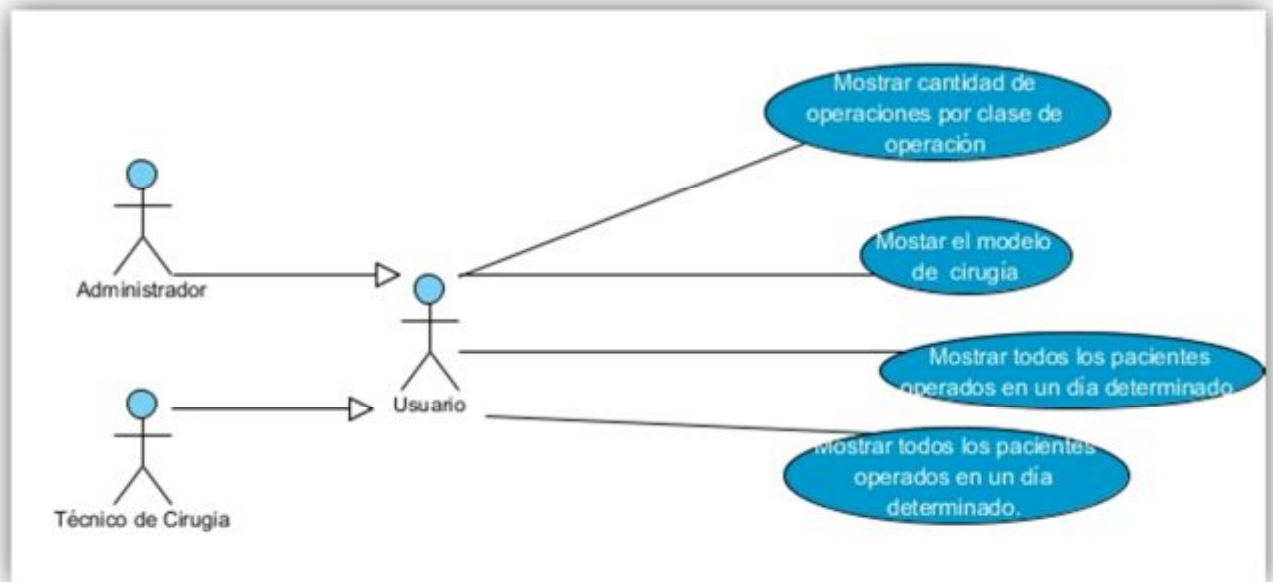 Mostrar cantidad de
operaciones por clase de
operación
Mostar el modelo
de cirugía
Administrador
Mostrar todos los pacientes
operados en un día determinado
Usuario
Mostrar todos los pacientes
operados en un día
determinado.
Técnico de Cirugia